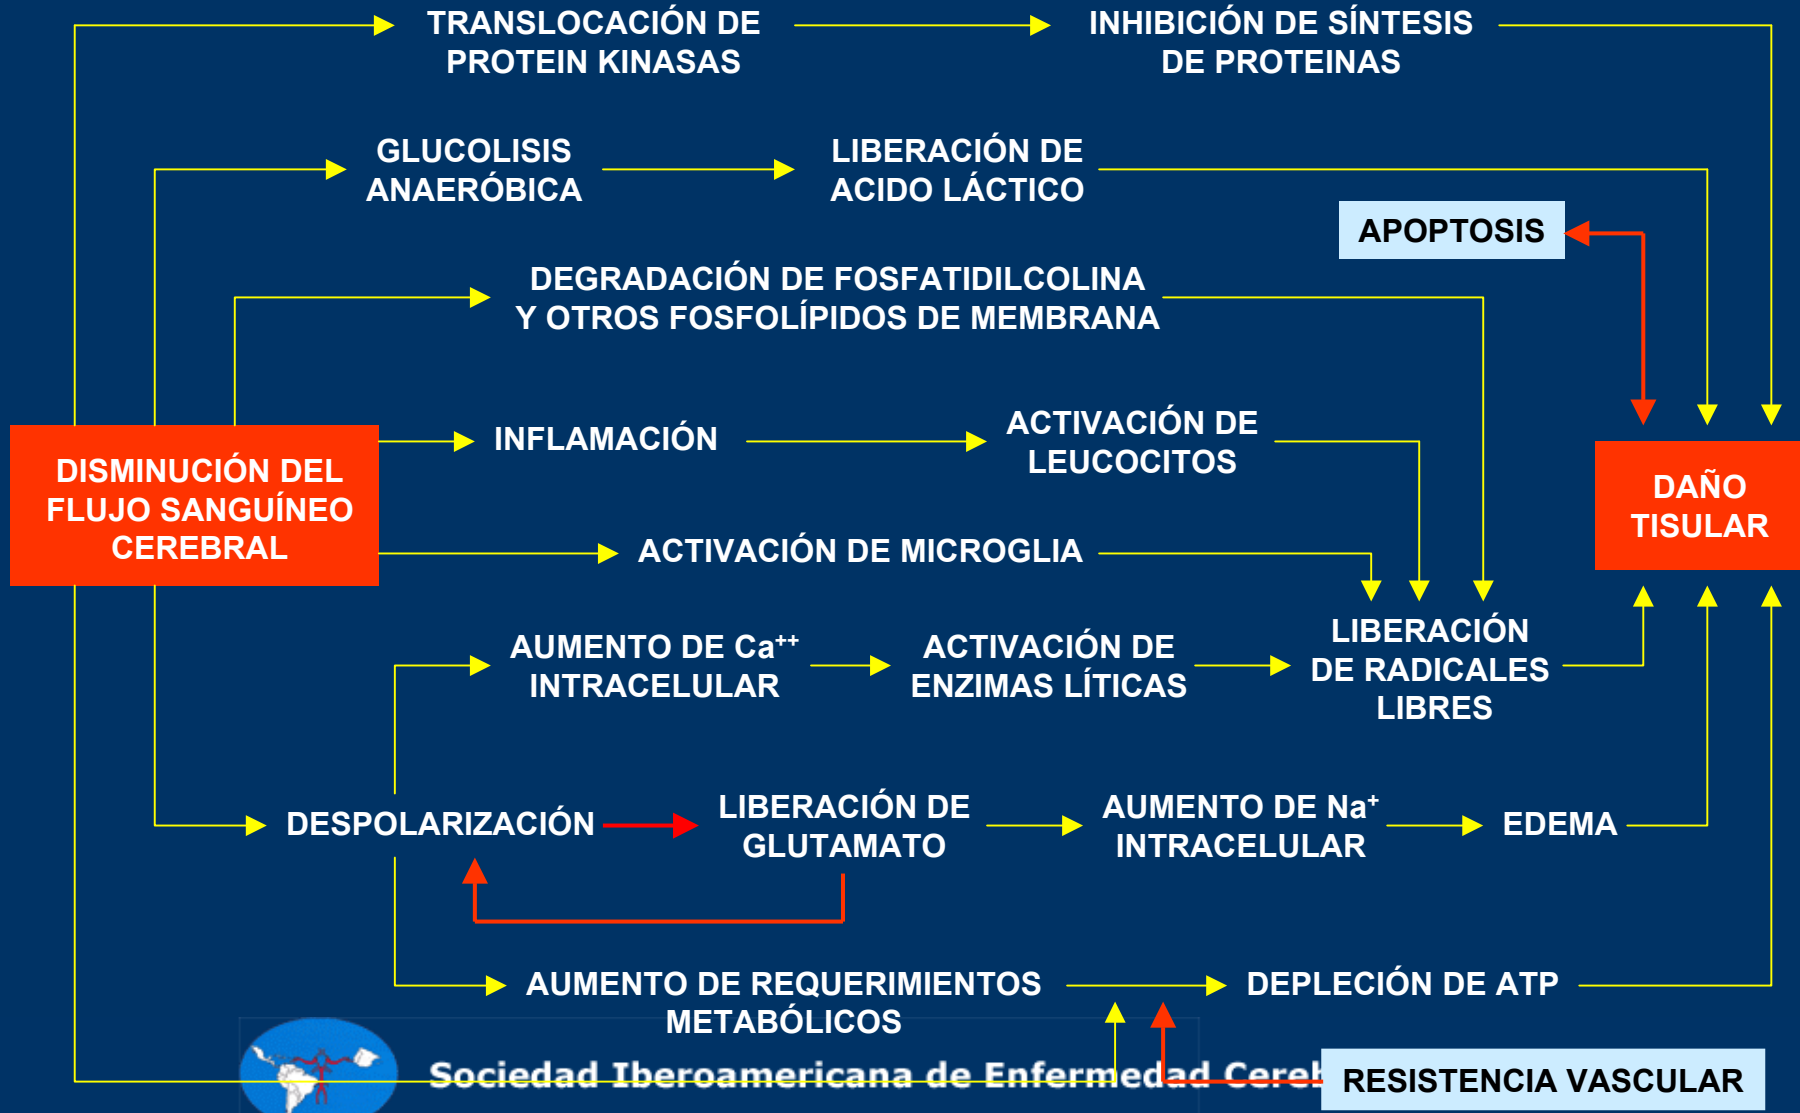 TRANSLOCACIÓN DE
PROTEIN KINASAS
INHIBICIÓN DE SÍNTESIS
DE PROTEINAS
GLUCOLISIS
ANAERÓBICA
LIBERACIÓN DE
ACIDO LÁCTICO
APOPTOSIS
DEGRADACIÓN DE FOSFATIDILCOLINA
Y OTROS FOSFOLÍPIDOS DE MEMBRANA
INFLAMACIÓN
ACTIVACIÓN DE
LEUCOCITOS
DISMINUCIÓN DEL
FLUJO SANGUÍNEO
CEREBRAL
DAÑO
TISULAR
ACTIVACIÓN DE MICROGLIA
AUMENTO DE Ca⁺⁺
INTRACELULAR
ACTIVACIÓN DE
ENZIMAS LÍTICAS
LIBERACIÓN
DE RADICALES
LIBRES
DESPOLARIZACIÓN
LIBERACIÓN DE
GLUTAMATO
AUMENTO DE Na⁺
INTRACELULAR
EDEMA
AUMENTO DE REQUERIMIENTOS
METABÓLICOS
DEPLECIÓN DE ATP
Sociedad Iberoamericana de Enfermedad
RESISTENCIA VASCULAR